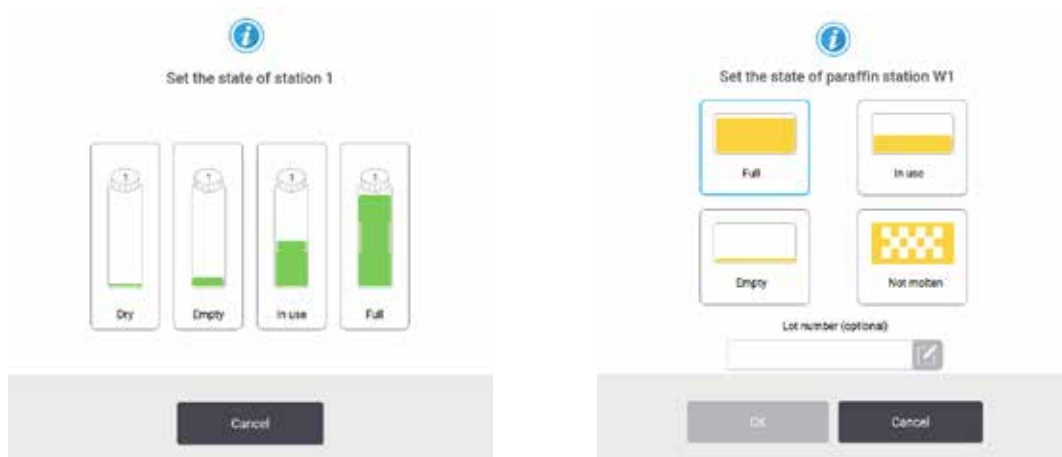 Set the state of station 1
1
1
1
1
Dry
Empty
In use
Full
Cancel
Set the state of paraffin station W1
Full
In use
Empty
Not molten
Lot number (optional)
OK
Cancel